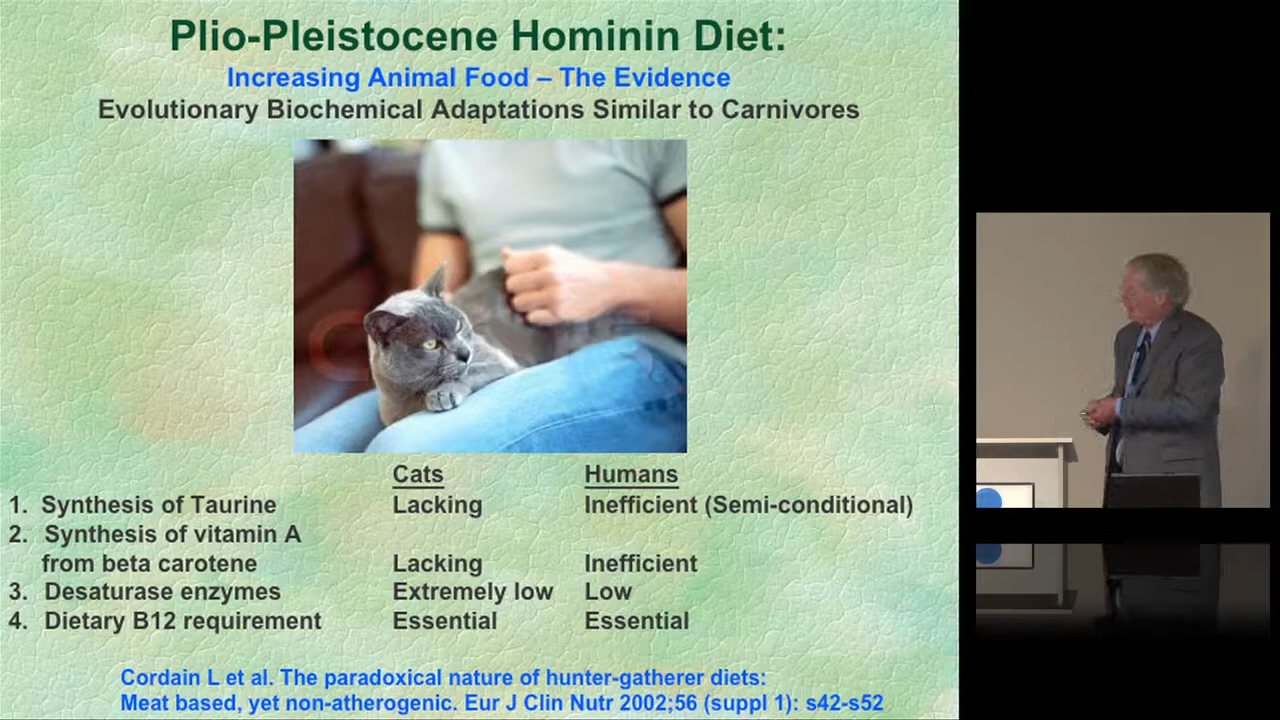 Plio-Pleistocene Hominin Diet:
Increasing Animal Food – The Evidence
Evolutionary Biochemical Adaptations Similar to Carnivores
Cats Humans
1. Synthesis of Taurine Lacking Inefficient (Semi-conditional)
2. Synthesis of vitamin A
from beta carotene Lacking Inefficient
3. Desaturase enzymes Extremely low Low
4. Dietary B12 requirement Essential Essential
Cordain L et al. The paradoxical nature of hunter-gatherer diets:
Meat based, yet non-atherogenic. Eur J Clin Nutr 2002;56 (suppl 1): s42-s52